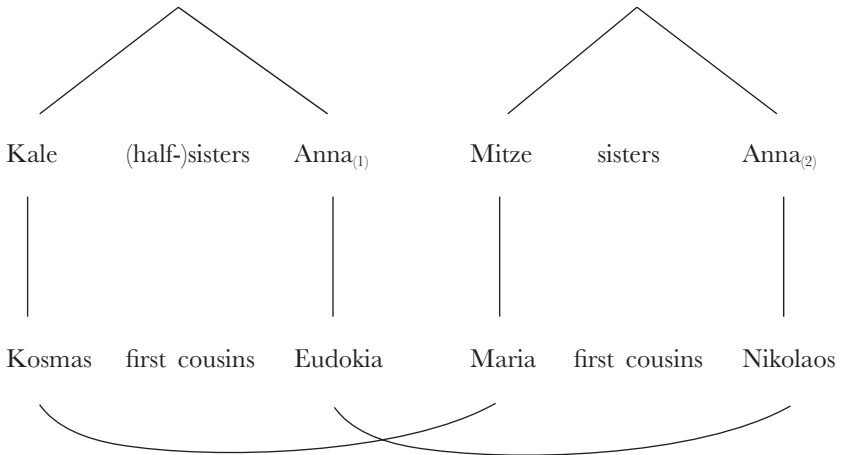 Kale (half-)sisters Anna(1) Mitze sisters Anna(2)
Kosmas first cousins Eudokia Maria first cousins Nikolaos